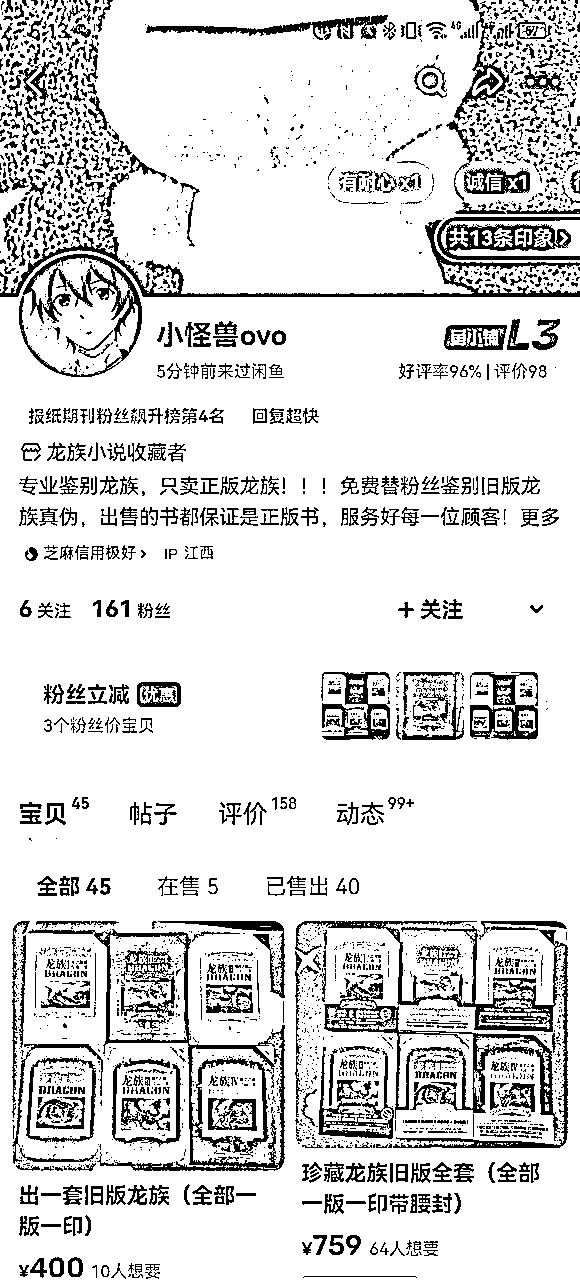 5:13
4G
67
有耐心 x1
诚信 x1
共13条印象 >
小怪兽ovo
鱼小铺 L3
5分钟前来过闲鱼
好评率96% | 评价98
报纸期刊粉丝飙升榜第4名 回复超快
龙族小说收藏者
专业鉴别龙族，只卖正版龙族！！！免费替粉丝鉴别旧版龙
族真伪，出售的书都保证是正版书，服务好每一位顾客！更多
芝麻信用极好 > IP 江西
6 关注 161 粉丝
+ 关注
粉丝立减 优惠
3个粉丝价宝贝
宝贝 45 帖子 评价 158 动态 99+
全部 45 在售 5 已售出 40
龙族 DRAGON
出一套旧版龙族（全部一
版一印）
¥400 10人想要
珍藏龙族旧版全套（全部
一版一印带腰封）
¥759 64人想要